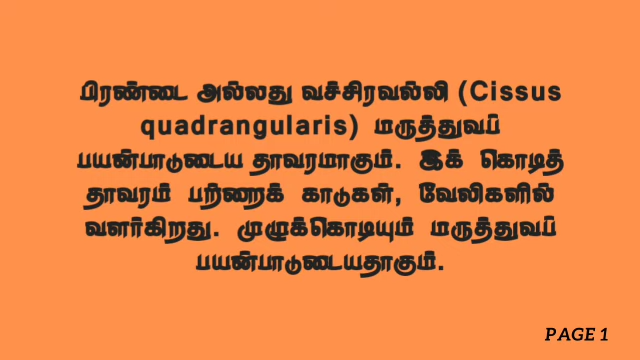 பிரண்டை அல்லது வச்சிரவல்லி (Cissus
quadrangularis) மருத்துவப்
பயன்பாடுடைய தாவரமாகும். இக் கொடித்
தாவரம் பற்றைக் காடுகள், வேலிகளில்
வளர்கிறது. முழுக்கொடியும் மருத்துவப்
பயன்பாடுடையதாகும்.
PAGE 1